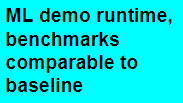 ML demo runtime,
benchmarks
comparable to
baseline